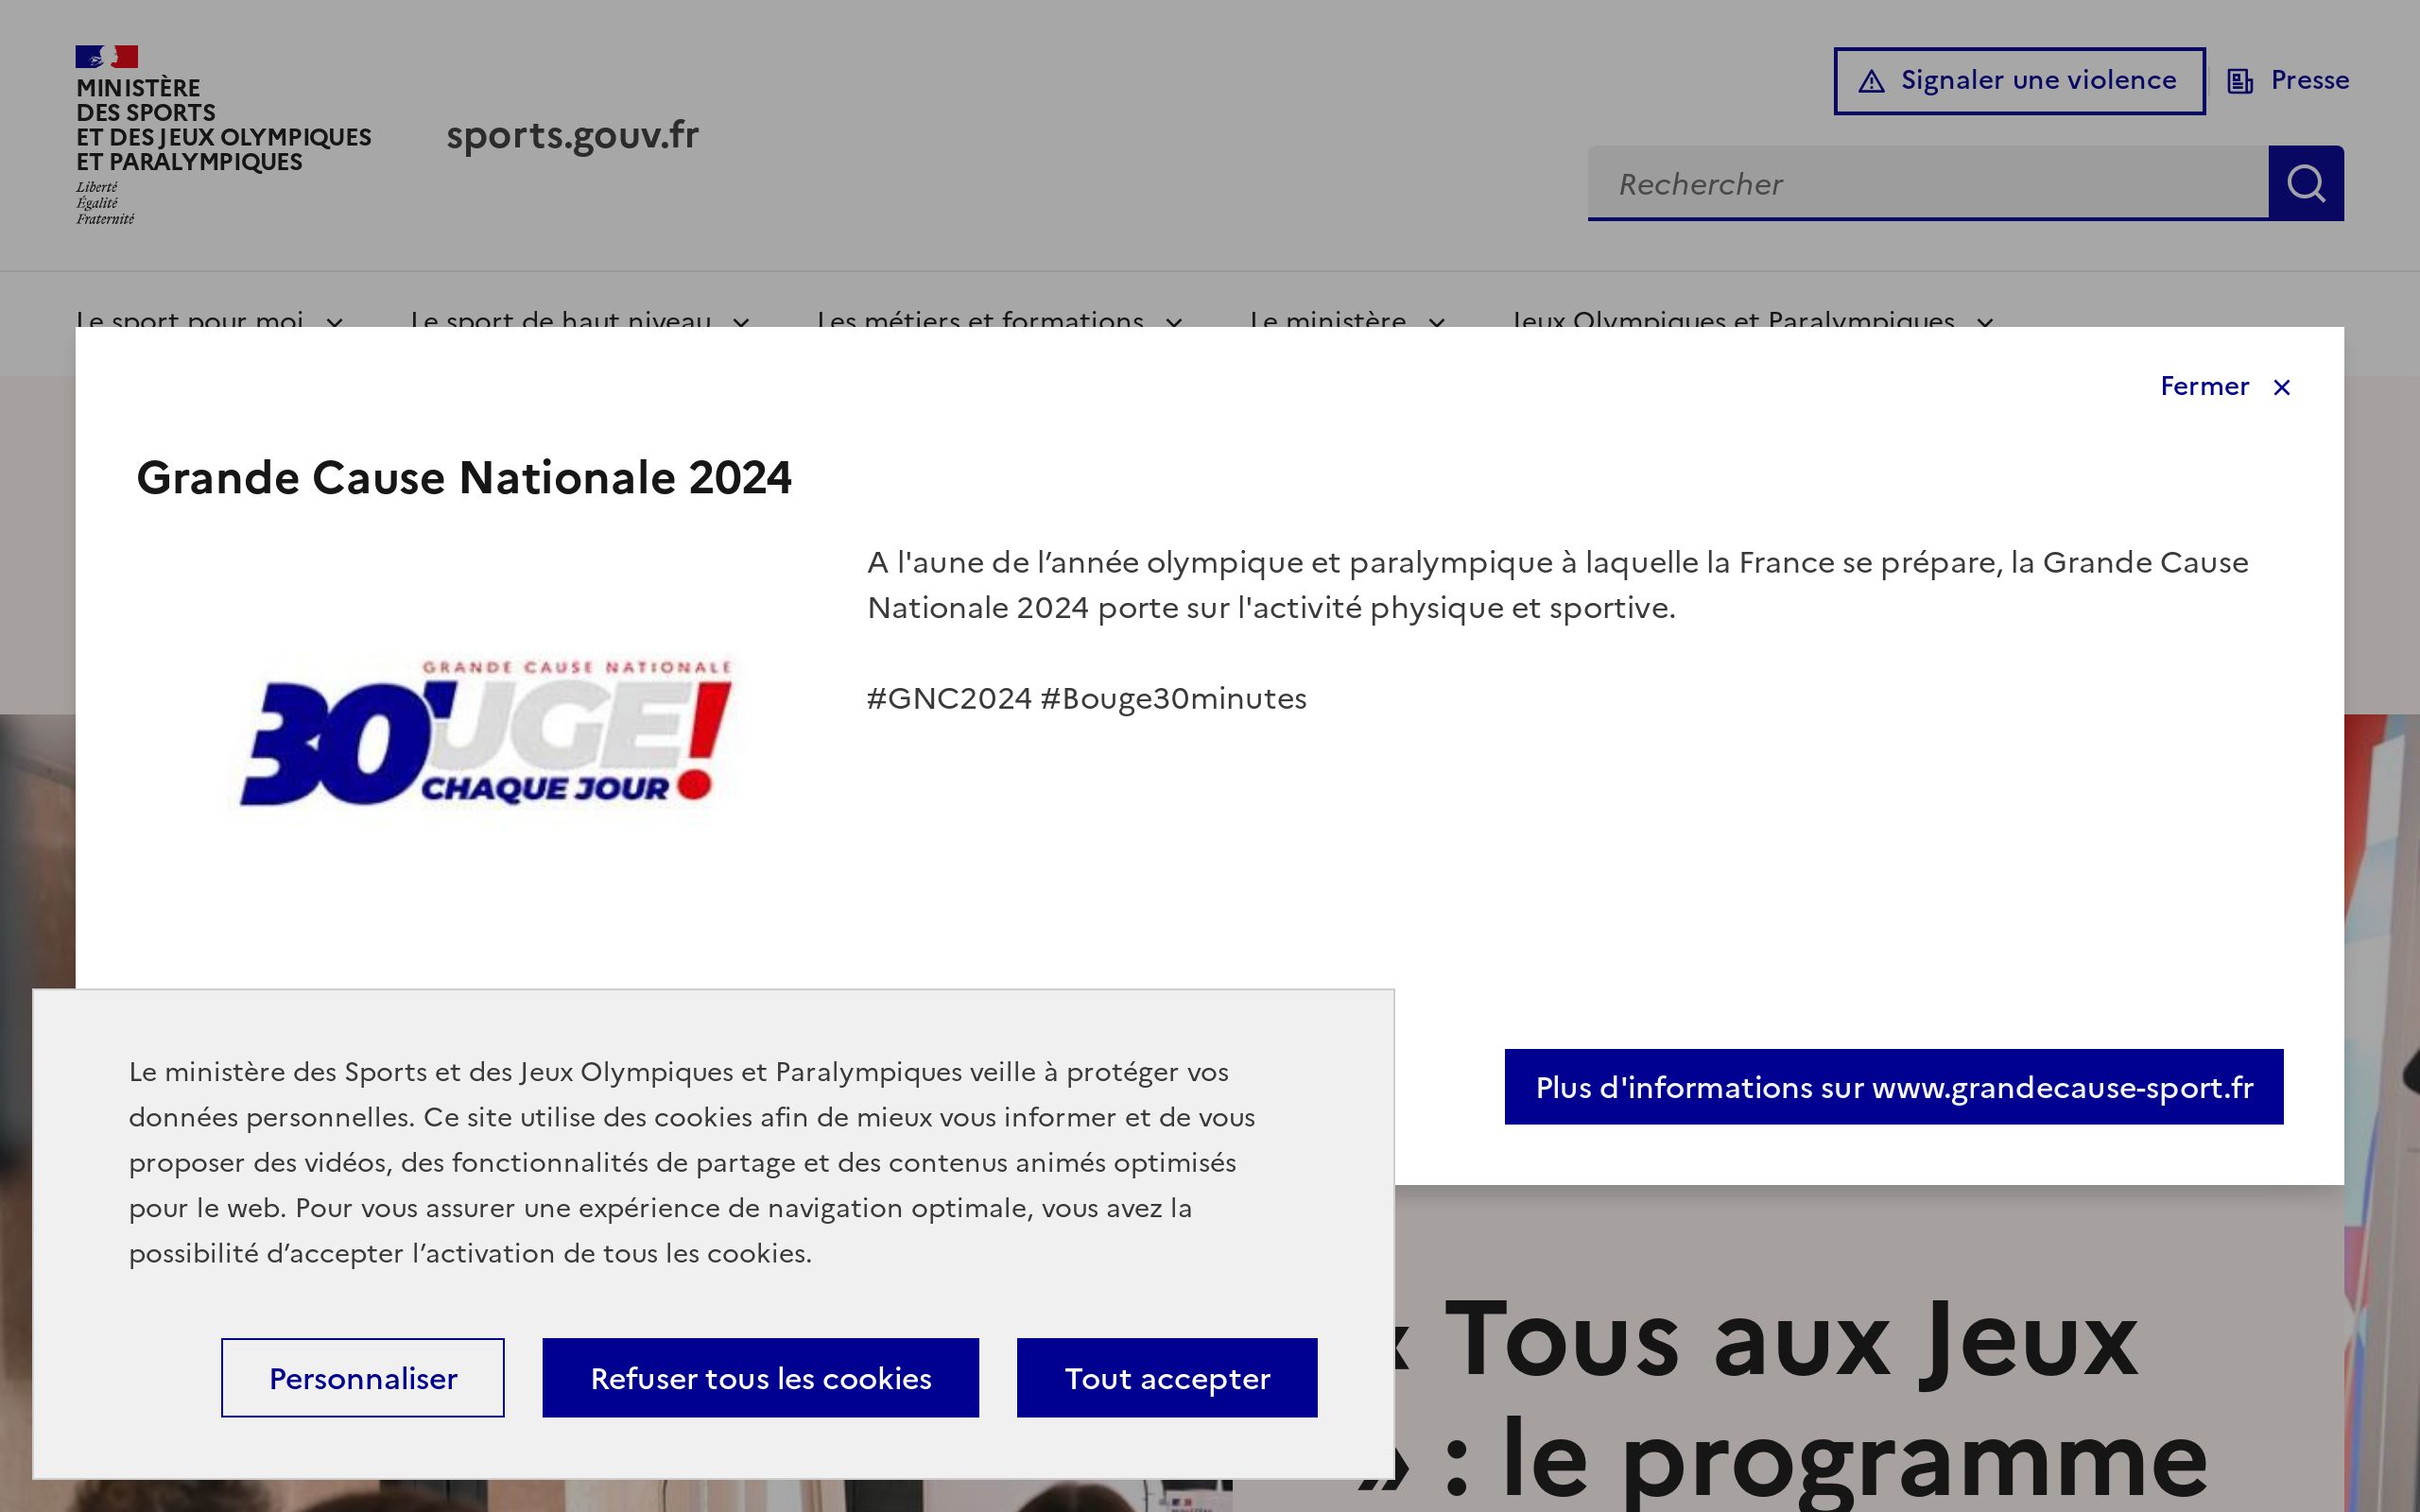 MINISTÈRE
DES SPORTS
ET DES JEUX OLYMPIQUES
ET PARALYMPIQUES
Liberté
Égalité
Fraternité
sports.gouv.fr
Signaler une violence
Presse
Rechercher
Le sport pour moi
Le sport de haut niveau
Les métiers et formations
Le ministère
Jeux Olympiques et Paralympiques
Fermer
Grande Cause Nationale 2024
A l'aune de l’année olympique et paralympique à laquelle la France se prépare, la Grande Cause
Nationale 2024 porte sur l'activité physique et sportive.
#GNC2024 #Bouge30minutes
GRANDE CAUSE NATIONALE
30'UGE!
CHAQUE JOUR
Plus d'informations sur www.grandecause-sport.fr
Le ministère des Sports et des Jeux Olympiques et Paralympiques veille à protéger vos
données personnelles. Ce site utilise des cookies afin de mieux vous informer et de vous
proposer des vidéos, des fonctionnalités de partage et des contenus animés optimisés
pour le web. Pour vous assurer une expérience de navigation optimale, vous avez la
possibilité d’accepter l’activation de tous les cookies.
Personnaliser
Refuser tous les cookies
Tout accepter
« Tous aux Jeux
» : le programme